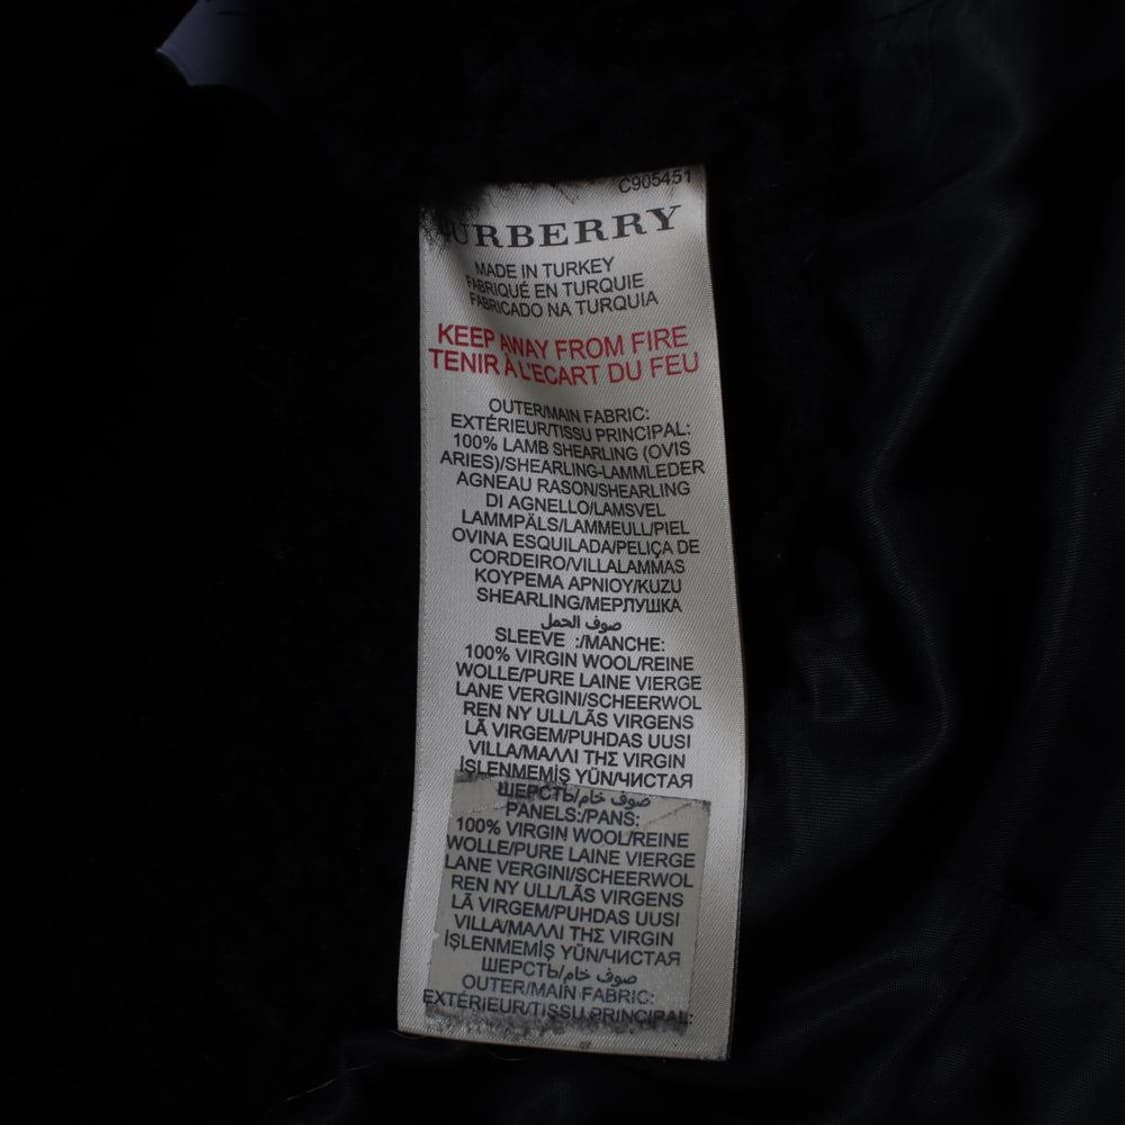 C905451
BURBERRY
MADE IN TURKEY
FABRIQUÉ EN TURQUIE
FABRICADO NA TURQUIA
KEEP AWAY FROM FIRE
TENIR À L'ECART DU FEU
OUTER/MAIN FABRIC:
EXTÉRIEUR/TISSU PRINCIPAL:
100% LAMB SHEARLING (OVIS
ARIES)/SHEARLING-LAMMLEDER
AGNEAU RASON/SHEARLING
DI AGNELLO/LAMSVEL
LAMMPÄLS/LAMMEULL/PIEL
OVINA ESQUILADA/PELIÇA DE
CORDEIRO/VILLALAMMAS
ΚΟΥΡΕΜΑ ΑΡΝΙΟΥ/KUZU
SHEARLING/МЕРЛУШКА
صوف الحمل
SLEEVE :/MANCHE:
100% VIRGIN WOOL/REINE
WOLLE/PURE LAINE VIERGE
LANE VERGINI/SCHEERWOL
REN NY ULL/LÃS VIRGENS
LÃ VIRGEM/PUHDAS UUSI
VILLA/ΜΑΛΛΙ ΤΗΣ VIRGIN
İŞLENMEMİŞ YÜN/ЧИСТАЯ
ШЕРСТЬ/صوف خام
PANELS:/PANS:
100% VIRGIN WOOL/REINE
WOLLE/PURE LAINE VIERGE
LANE VERGINI/SCHEERWOL
REN NY ULL/LÃS VIRGENS
LÃ VIRGEM/PUHDAS UUSI
VILLA/ΜΑΛΛΙ ΤΗΣ VIRGIN
İŞLENMEMİŞ YÜN/ЧИСТАЯ
ШЕРСТЬ/صوف خام
OUTER/MAIN FABRIC:
EXTÉRIEUR/TISSU PRINCIPAL: